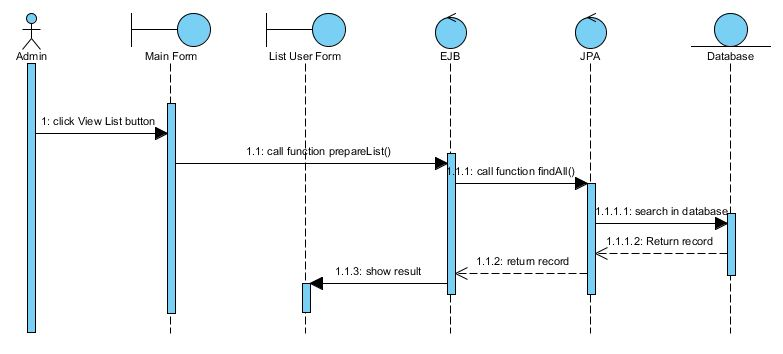 Admin
Main Form
List User Form
EJB
JPA
Database
1: click View List button
1.1: call function prepareList()
1.1.1: call function findAll()
1.1.1.1: search in database
1.1.1.2: Return record
1.1.2: return record
1.1.3: show result